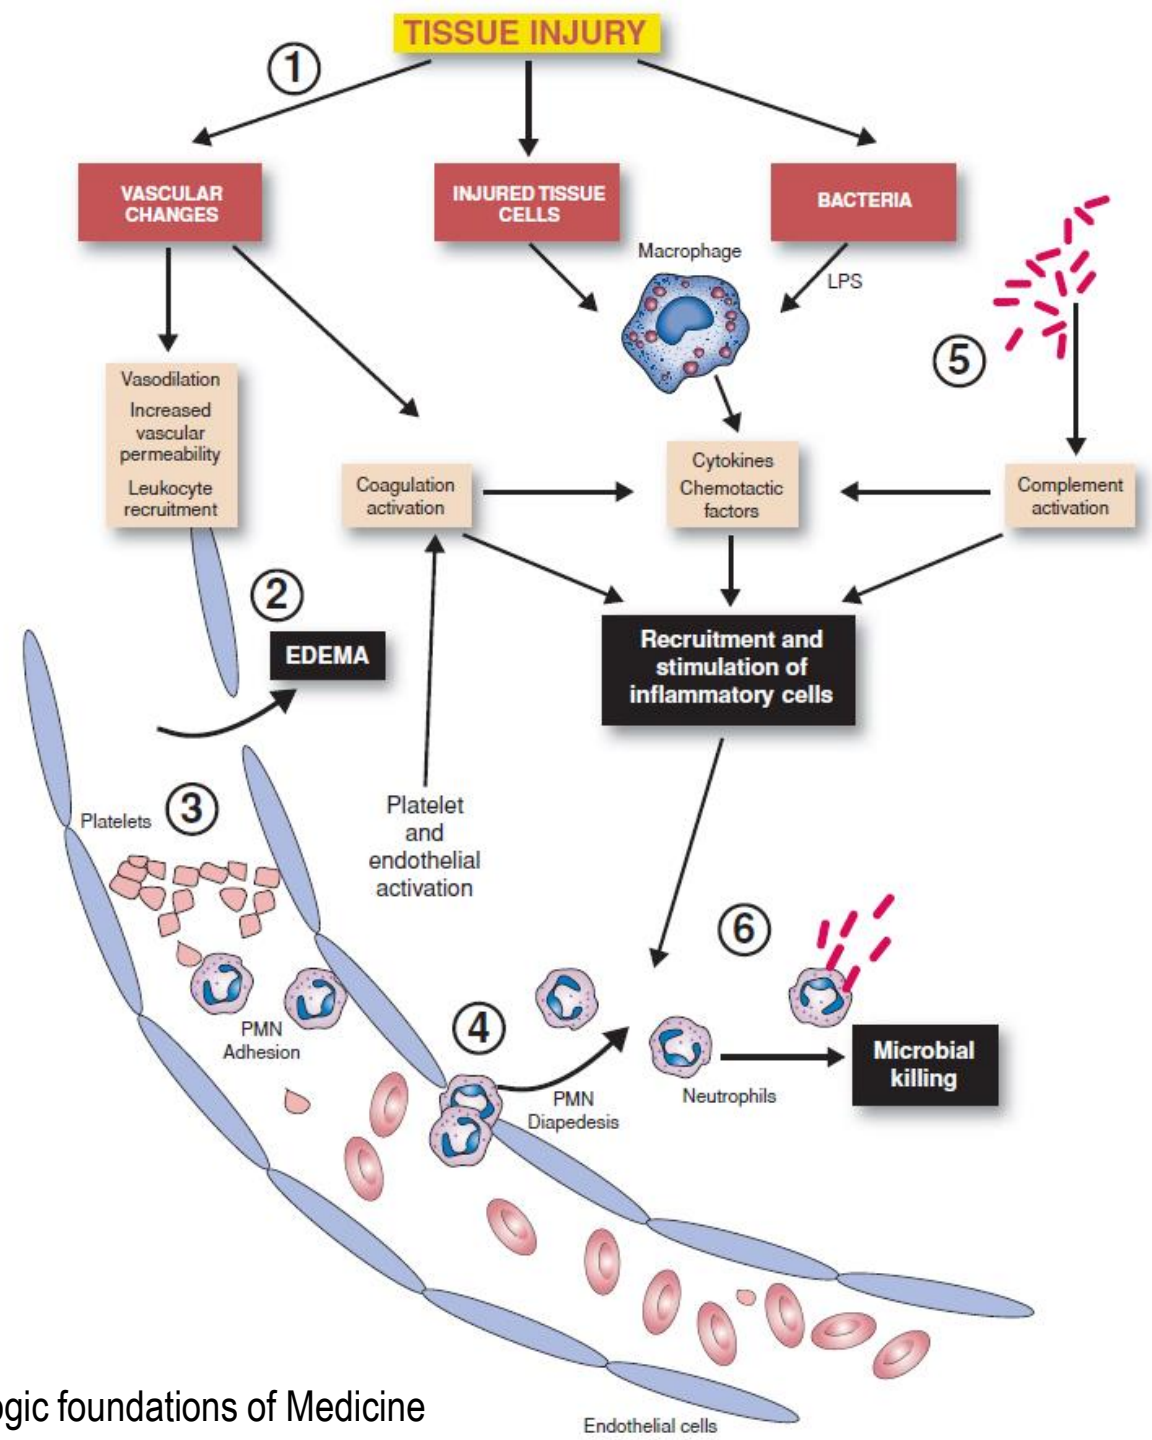 TISSUE INJURY
1
VASCULAR
CHANGES
INJURED TISSUE
CELLS
BACTERIA
Macrophage
LPS
5
Vasodilation
Increased
vascular
permeability
Leukocyte
recruitment
Coagulation
activation
Cytokines
Chemotactic
factors
Complement
activation
2
EDEMA
Recruitment and
stimulation of
inflammatory cells
3
Platelets
Platelet
and
endothelial
activation
6
PMN
Adhesion
4
PMN
Diapedesis
Neutrophils
Microbial
killing
foundations of Medicine
Endothelial cells